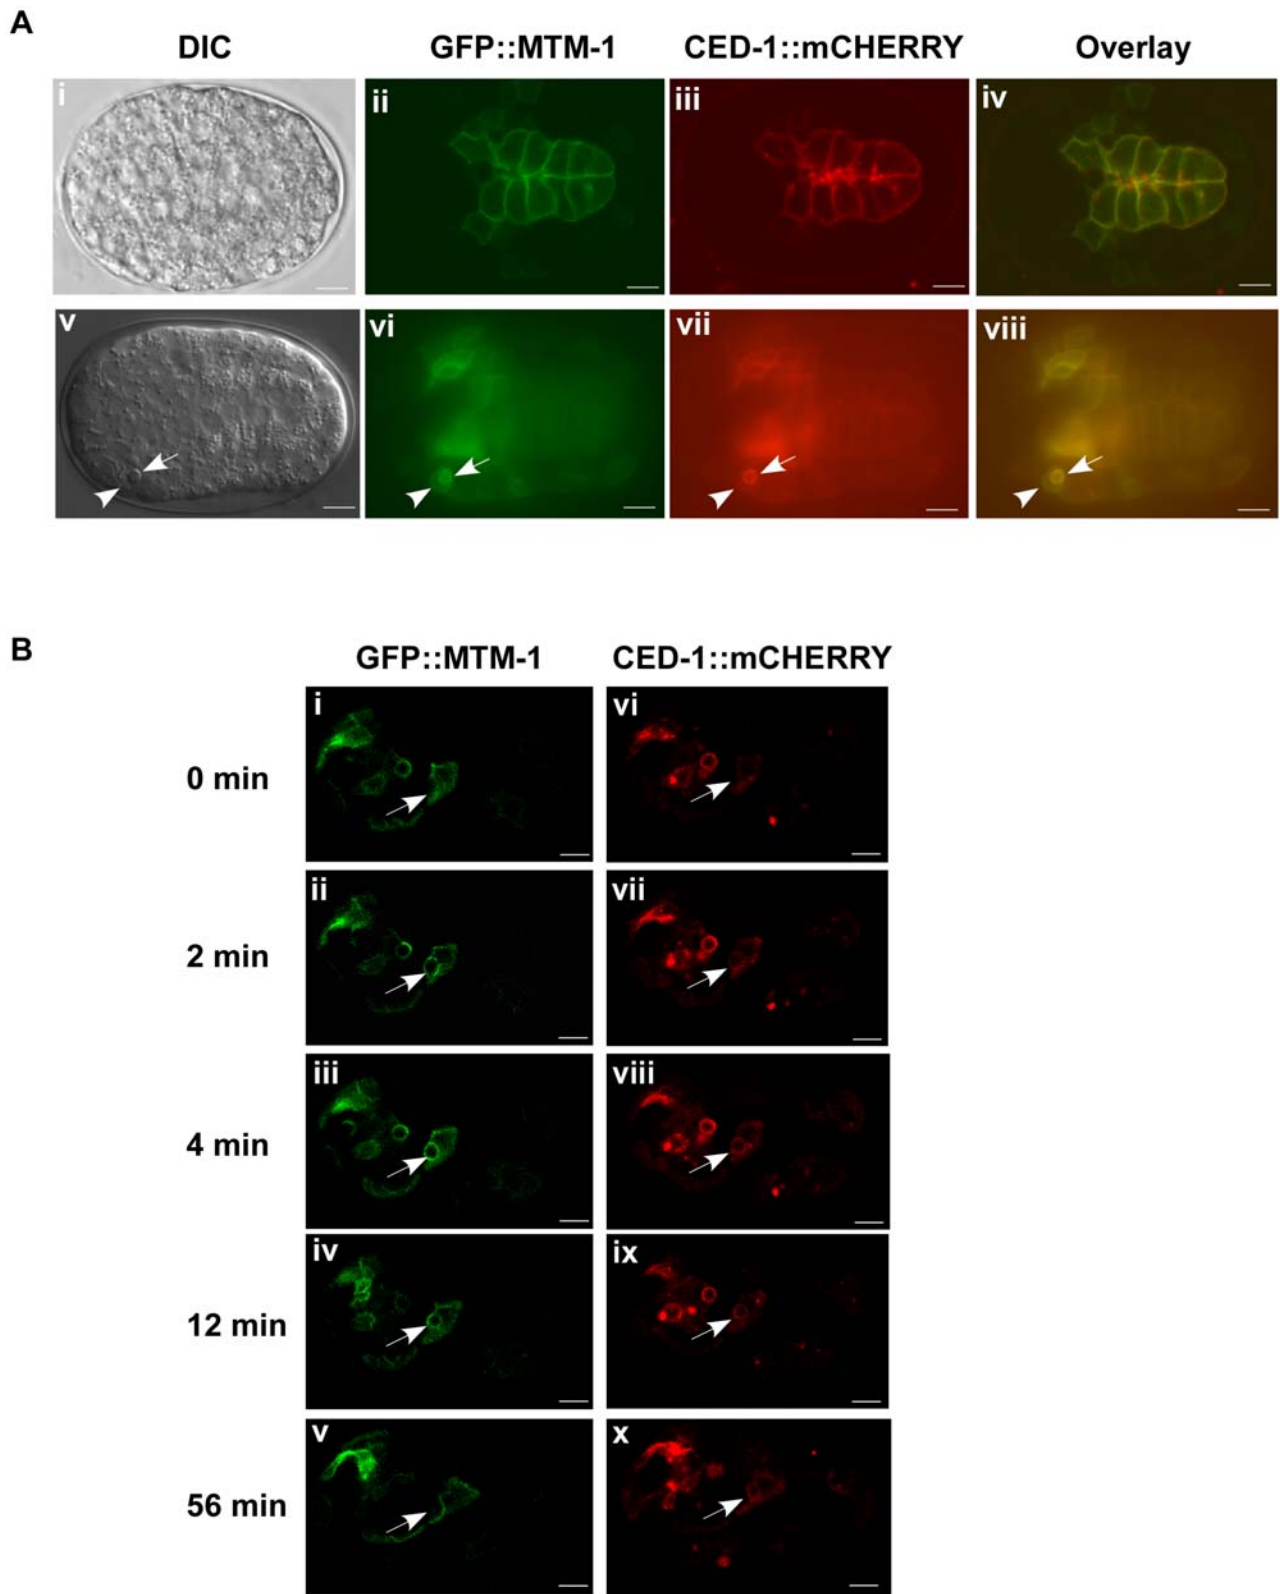 A
DIC GFP::MTM-1 CED-1::mCHERRY Overlay
i ii iii iv
v vi vii viii
B
GFP::MTM-1 CED-1::mCHERRY
i vi
0 min
ii vii
2 min
iii viii
4 min
iv ix
12 min
v x
56 min